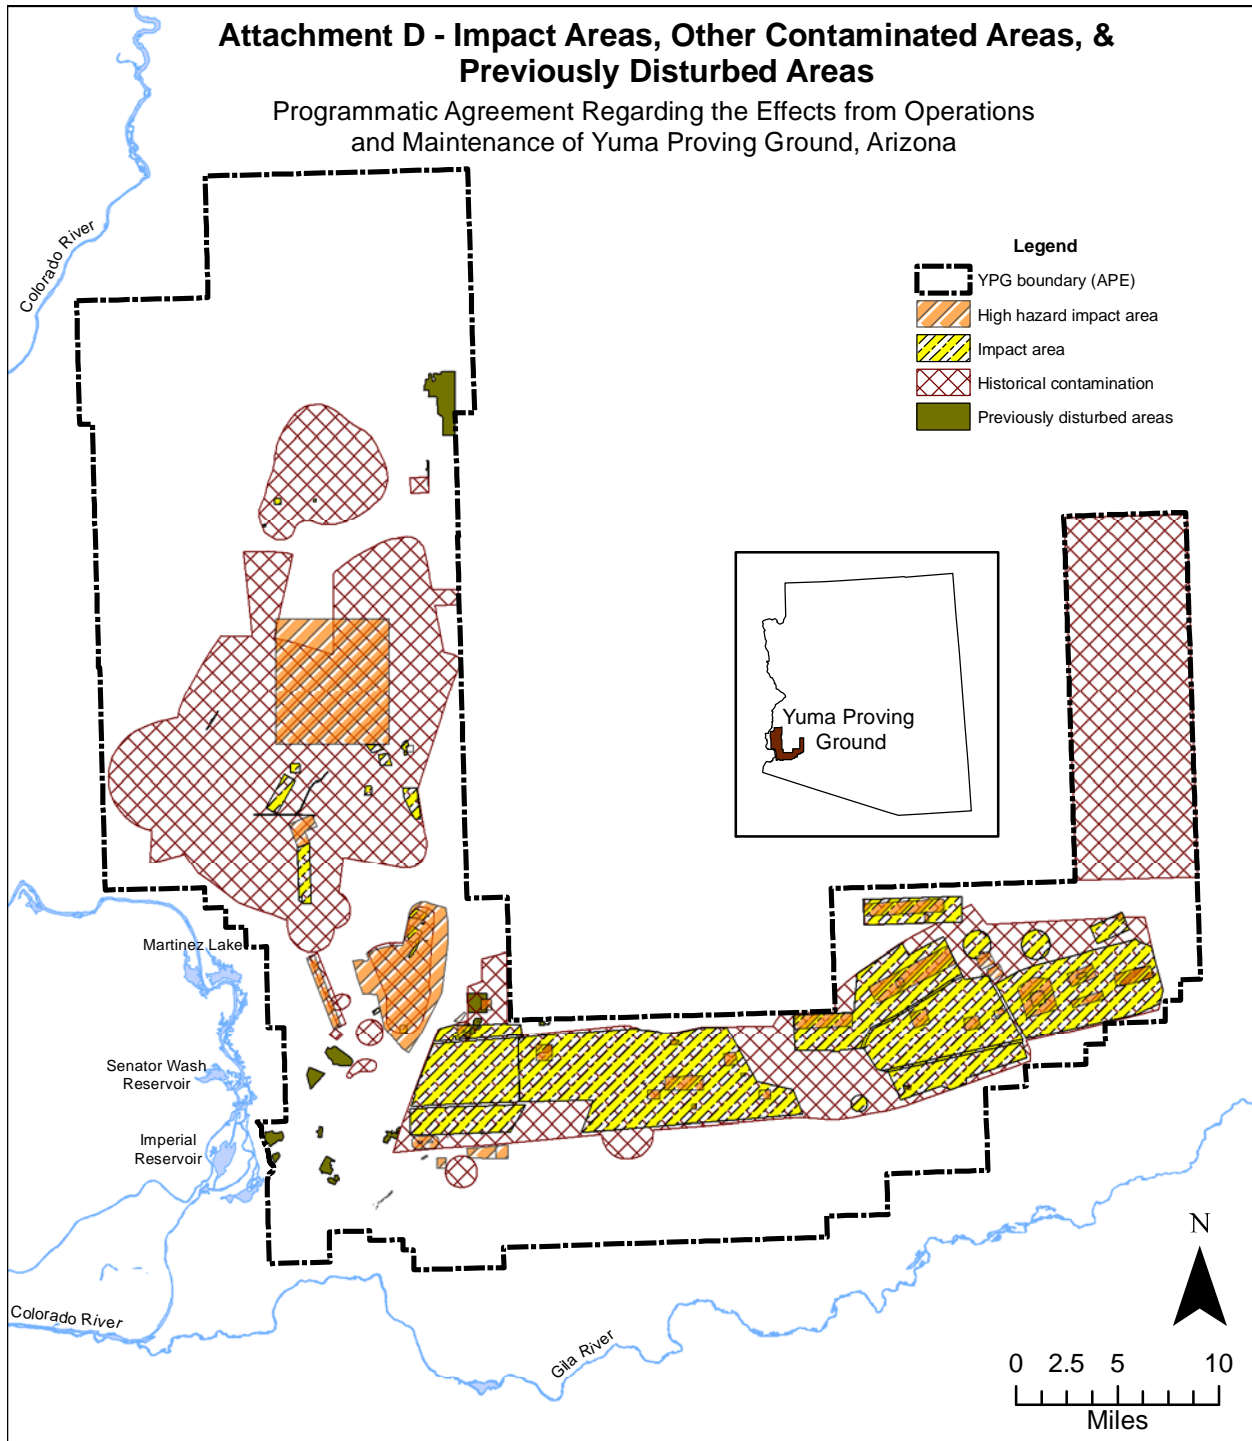 Attachment D - Impact Areas, Other Contaminated Areas, &
Previously Disturbed Areas
Programmatic Agreement Regarding the Effects from Operations
and Maintenance of Yuma Proving Ground, Arizona
Colorado River
Legend
YPG boundary (APE)
High hazard impact area
Impact area
Historical contamination
Previously disturbed areas
Yuma Proving
Ground
Martinez Lake
Senator Wash
Reservoir
Imperial
Reservoir
Colorado River
Gila River
N
0 2.5 5 10
Miles